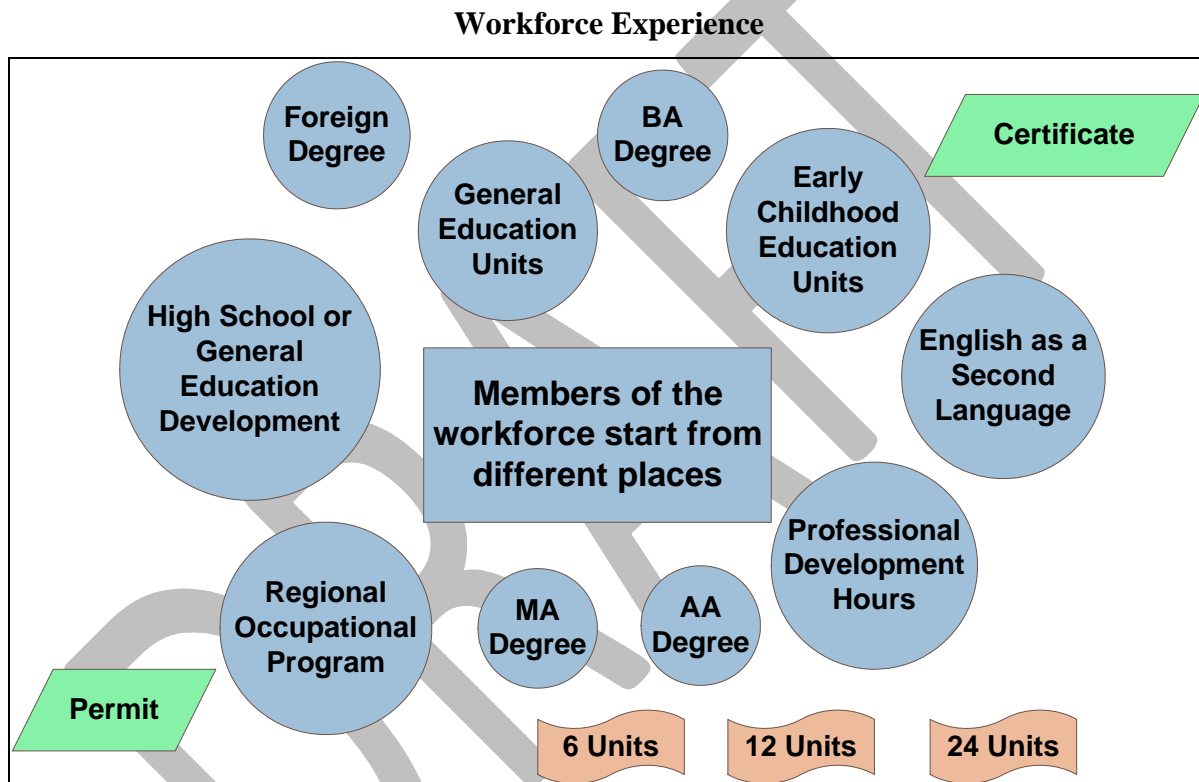 Workforce Experience
Foreign
Degree
BA
Degree
Certificate
General
Education
Units
Early
Childhood
Education
Units
High School or
General
Education
Development
English as a
Second
Language
Members of the
workforce start from
different places
Professional
Development
Hours
Regional
Occupational
Program
MA
Degree
AA
Degree
Permit
6 Units
12 Units
24 Units
DRAFT